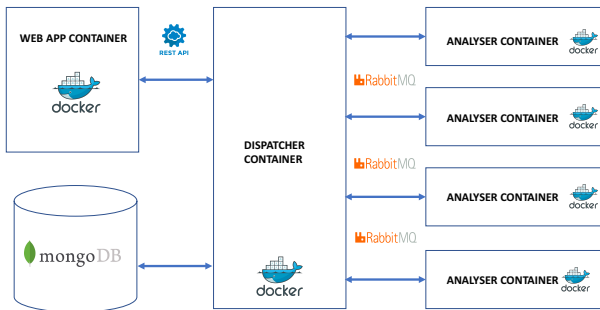 WEB APP CONTAINER
docker
REST API
mongoDB
DISPATCHER
CONTAINER
docker
RabbitMQ
RabbitMQ
RabbitMQ
ANALYSER CONTAINER
docker
ANALYSER CONTAINER
docker
ANALYSER CONTAINER
docker
ANALYSER CONTAINER
docker